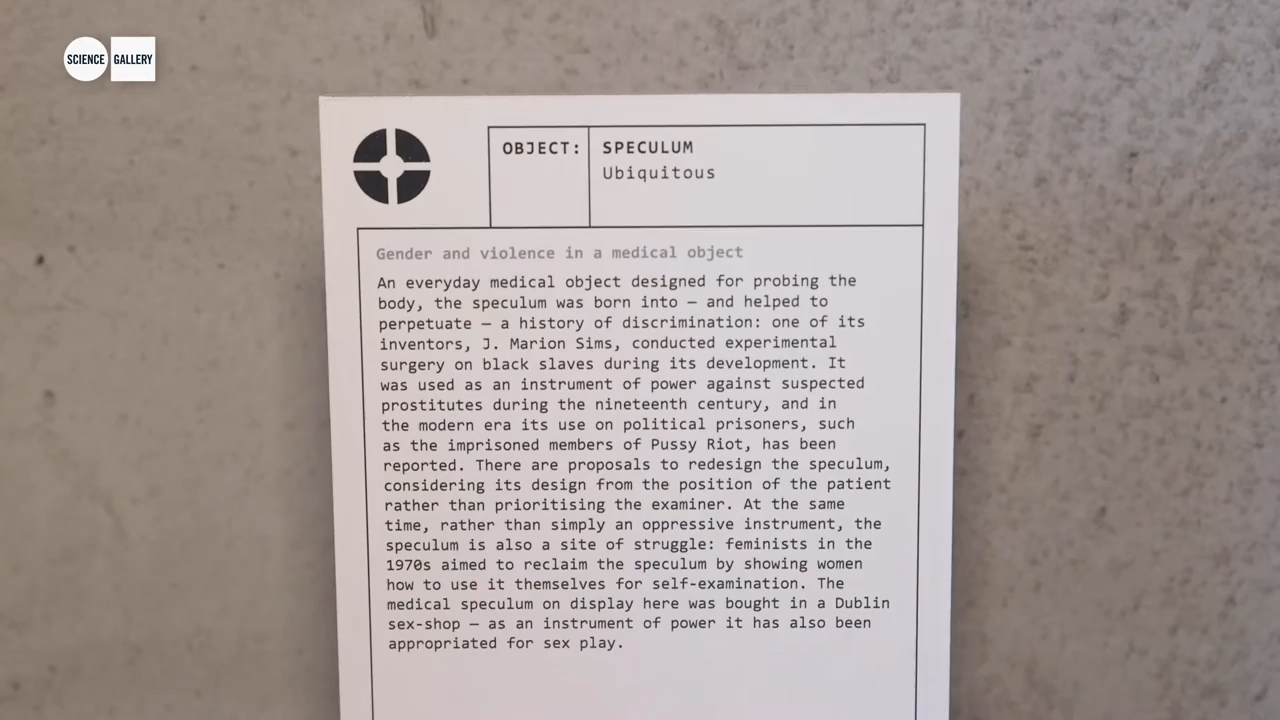 SCIENCE GALLERY
OBJECT: SPECULUM
Ubiquitous
Gender and violence in a medical object
An everyday medical object designed for probing the
body, the speculum was born into — and helped to
perpetuate — a history of discrimination: one of its
inventors, J. Marion Sims, conducted experimental
surgery on black slaves during its development. It
was used as an instrument of power against suspected
prostitutes during the nineteenth century, and in
the modern era its use on political prisoners, such
as the imprisoned members of Pussy Riot, has been
reported. There are proposals to redesign the speculum,
considering its design from the position of the patient
rather than prioritising the examiner. At the same
time, rather than simply an oppressive instrument, the
speculum is also a site of struggle: feminists in the
1970s aimed to reclaim the speculum by showing women
how to use it themselves for self-examination. The
medical speculum on display here was bought in a Dublin
sex-shop — as an instrument of power it has also been
appropriated for sex play.